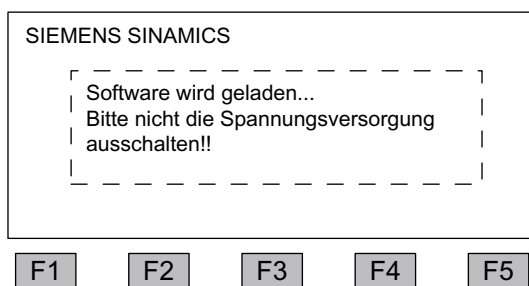 SIEMENS SINAMICS
Software wird geladen...
Bitte nicht die Spannungsversorgung
ausschalten!!
F1 F2 F3 F4 F5